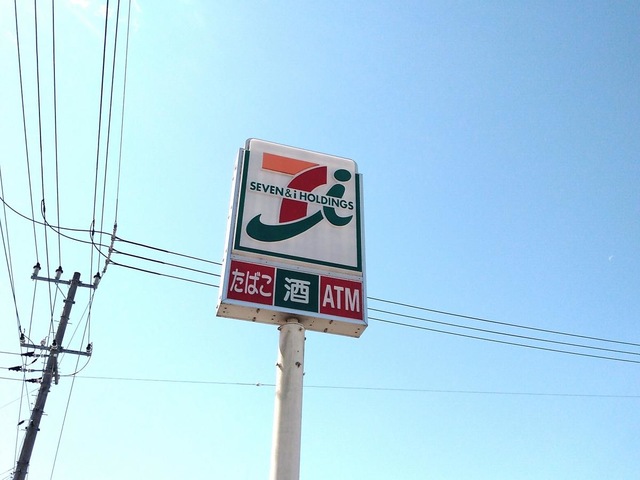 SEVEN & i HOLDINGS
たばこ 酒 ATM